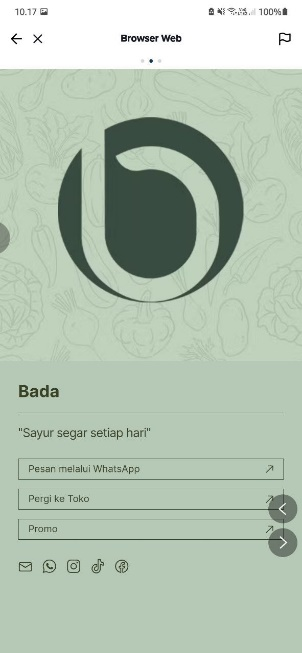 10.17
100%
Browser Web
Bada
"Sayur segar setiap hari"
Pesan melalui WhatsApp
Pergi ke Toko
Promo